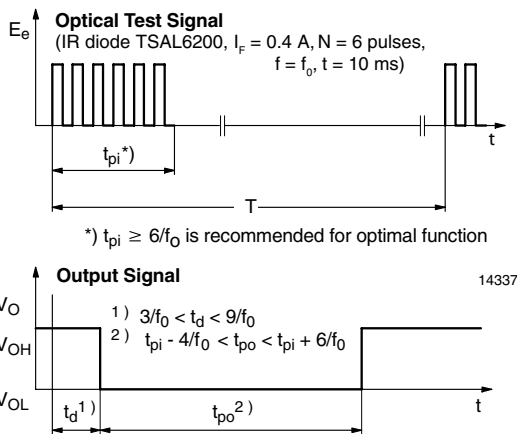 Optical Test Signal
Ee
(IR diode TSAL6200, IF = 0.4 A, N = 6 pulses,
f = f0, t = 10 ms)
t
tpi*)
T
*) tpi ≥ 6/fo is recommended for optimal function
Output Signal
14337
VO
1) 3/f0 < td < 9/f0
VOH
2) tpi - 4/f0 < tpo < tpi + 6/f0
VOL
td1)
tpo2)
t